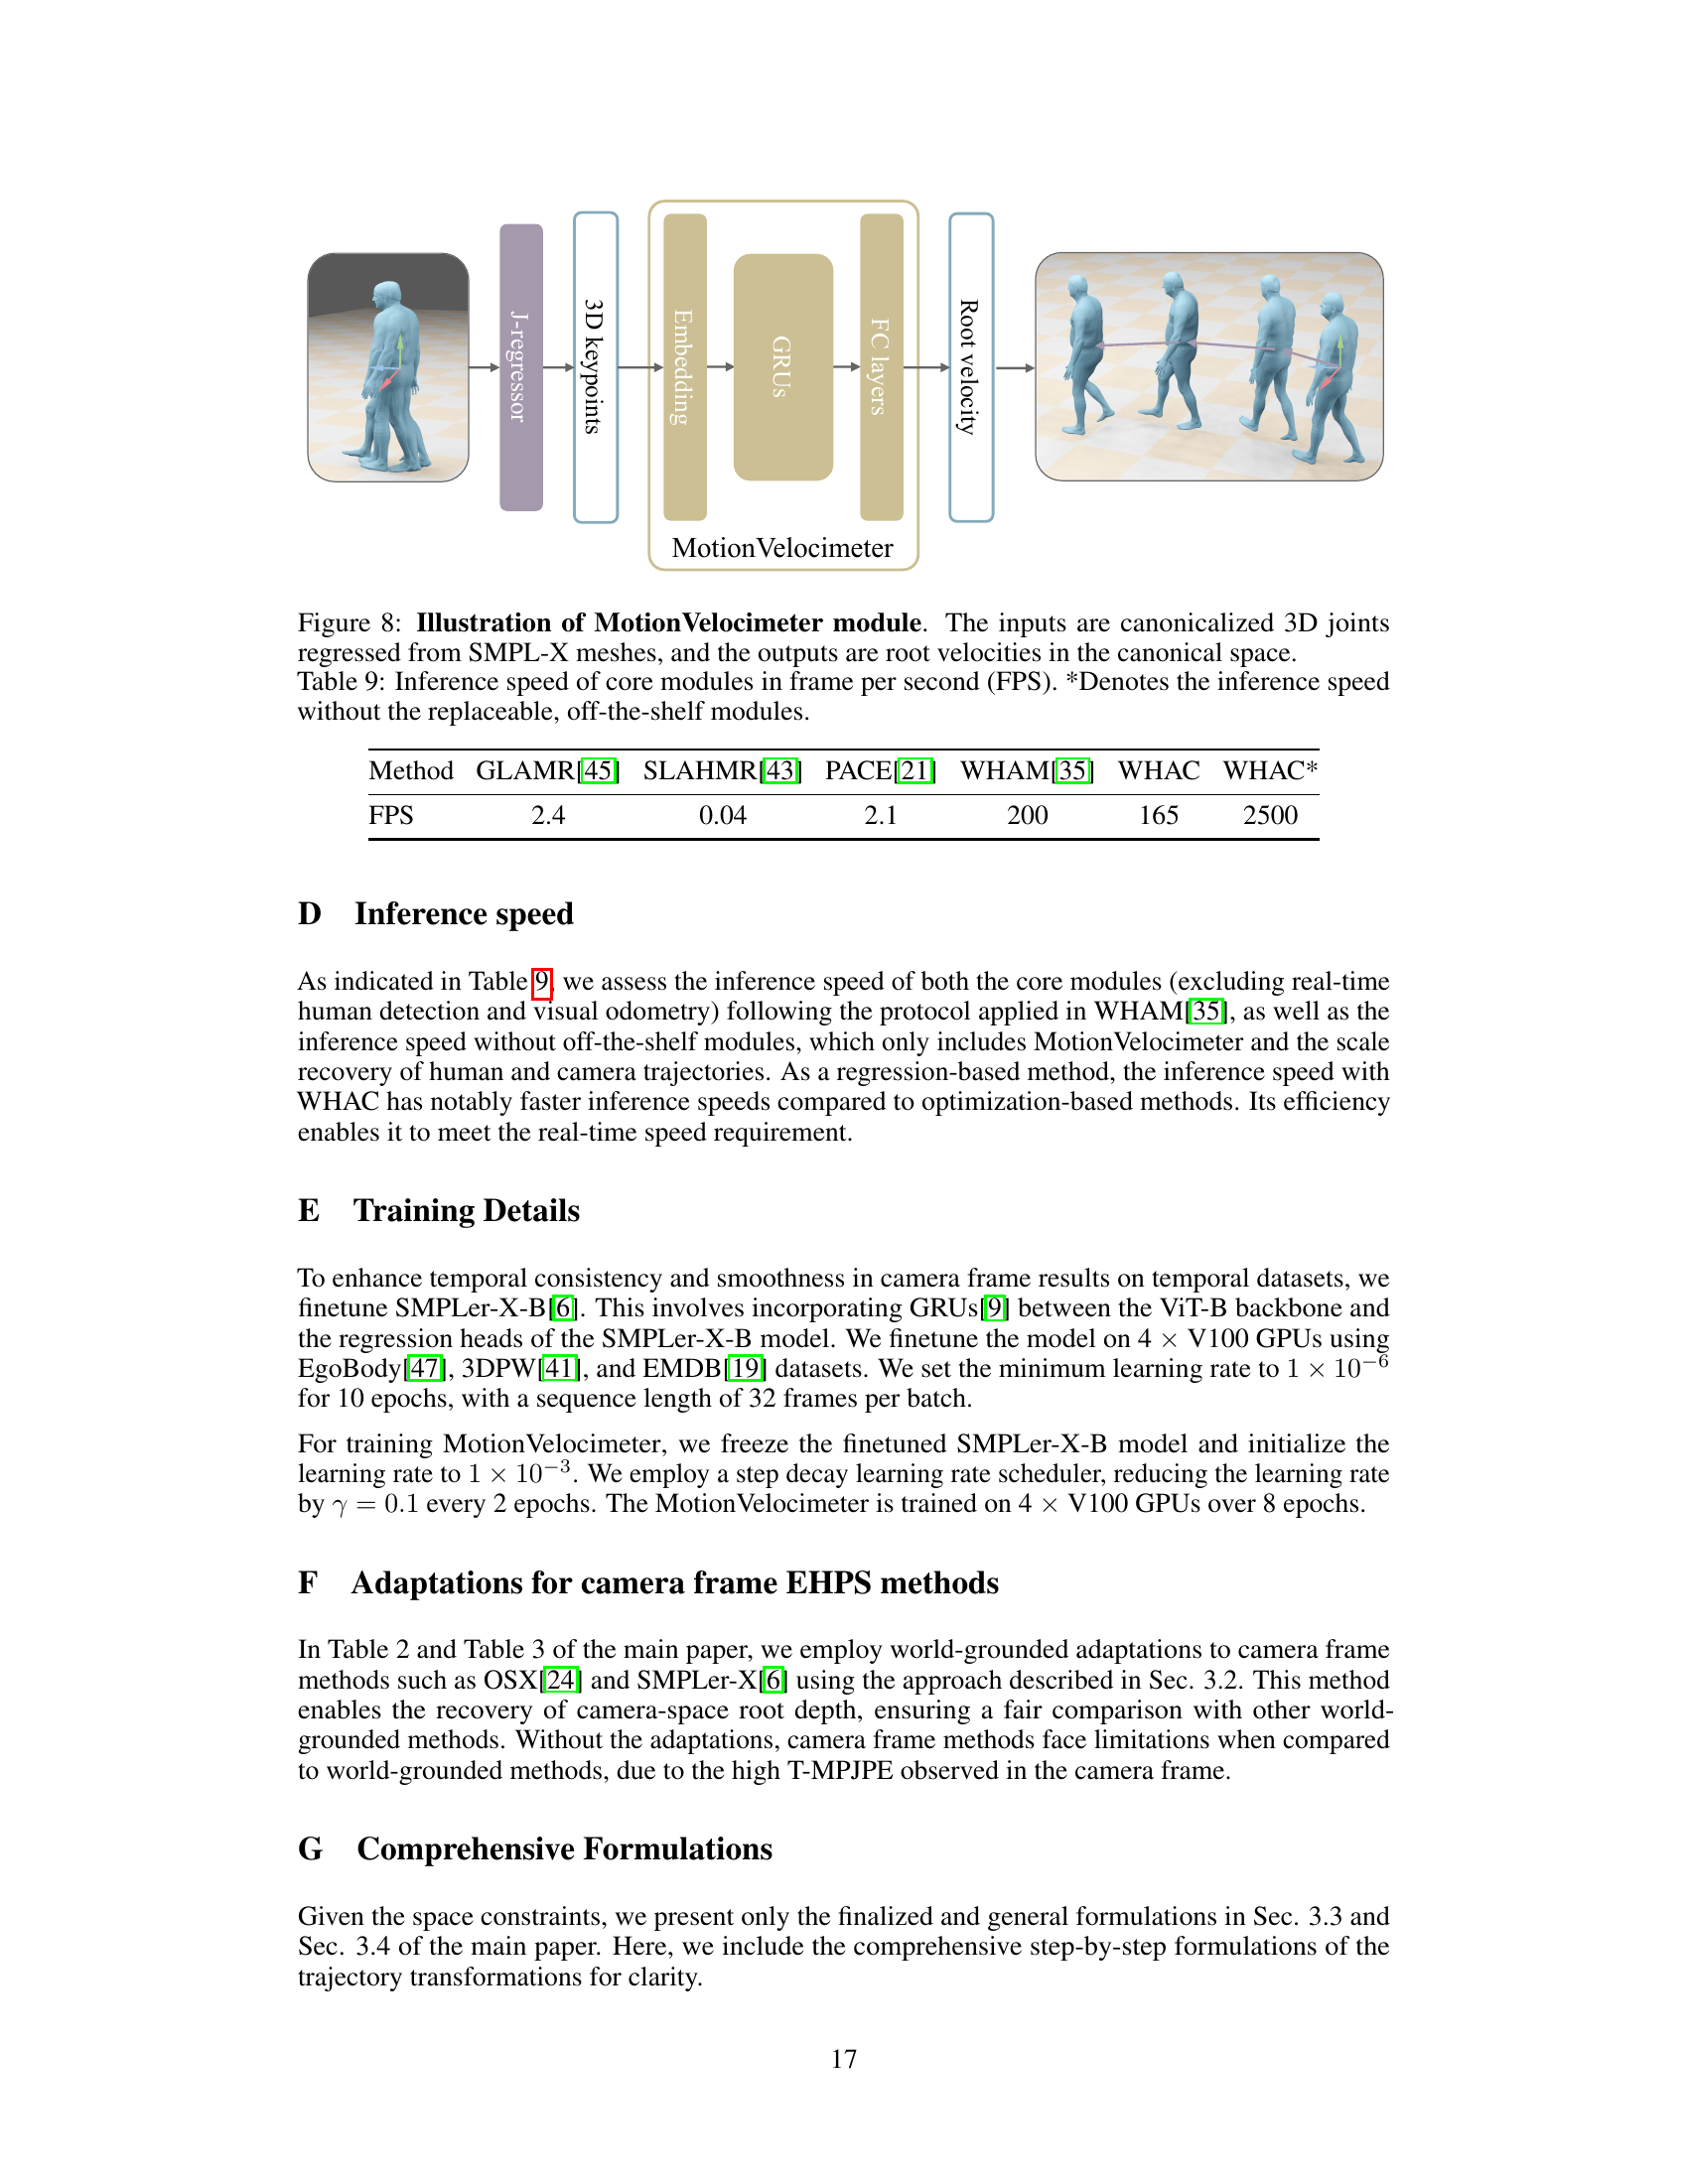 J-regressor
3D keypoints
Embedding
GRUs
FC layers
MotionVelocimeter
Root velocity
Figure 8: Illustration of MotionVelocimeter module. The inputs are canonicalized 3D joints
regressed from SMPL-X meshes, and the outputs are root velocities in the canonical space.
Table 9: Inference speed of core modules in frame per second (FPS). *Denotes the inference speed
without the replaceable, off-the-shelf modules.
Method GLAMR[45] SLAHMR[43] PACE[21] WHAM[35] WHAC WHAC*
FPS 2.4 0.04 2.1 200 165 2500
D Inference speed
As indicated in Table 9, we assess the inference speed of both the core modules (excluding real-time
human detection and visual odometry) following the protocol applied in WHAM[35], as well as the
inference speed without off-the-shelf modules, which only includes MotionVelocimeter and the scale
recovery of human and camera trajectories. As a regression-based method, the inference speed with
WHAC has notably faster inference speeds compared to optimization-based methods. Its efficiency
enables it to meet the real-time speed requirement.
E Training Details
To enhance temporal consistency and smoothness in camera frame results on temporal datasets, we
finetune SMPLer-X-B[6]. This involves incorporating GRUs[9] between the ViT-B backbone and
the regression heads of the SMPLer-X-B model. We finetune the model on 4 × V100 GPUs using
EgoBody[47], 3DPW[41], and EMDB[19] datasets. We set the minimum learning rate to 1 × 10⁻⁶
for 10 epochs, with a sequence length of 32 frames per batch.
For training MotionVelocimeter, we freeze the finetuned SMPLer-X-B model and initialize the
learning rate to 1 × 10⁻³. We employ a step decay learning rate scheduler, reducing the learning rate
by γ = 0.1 every 2 epochs. The MotionVelocimeter is trained on 4 × V100 GPUs over 8 epochs.
F Adaptations for camera frame EHPS methods
In Table 2 and Table 3 of the main paper, we employ world-grounded adaptations to camera frame
methods such as OSX[24] and SMPLer-X[6] using the approach described in Sec. 3.2. This method
enables the recovery of camera-space root depth, ensuring a fair comparison with other world-
grounded methods. Without the adaptations, camera frame methods face limitations when compared
to world-grounded methods, due to the high T-MPJPE observed in the camera frame.
G Comprehensive Formulations
Given the space constraints, we present only the finalized and general formulations in Sec. 3.3 and
Sec. 3.4 of the main paper. Here, we include the comprehensive step-by-step formulations of the
trajectory transformations for clarity.
17